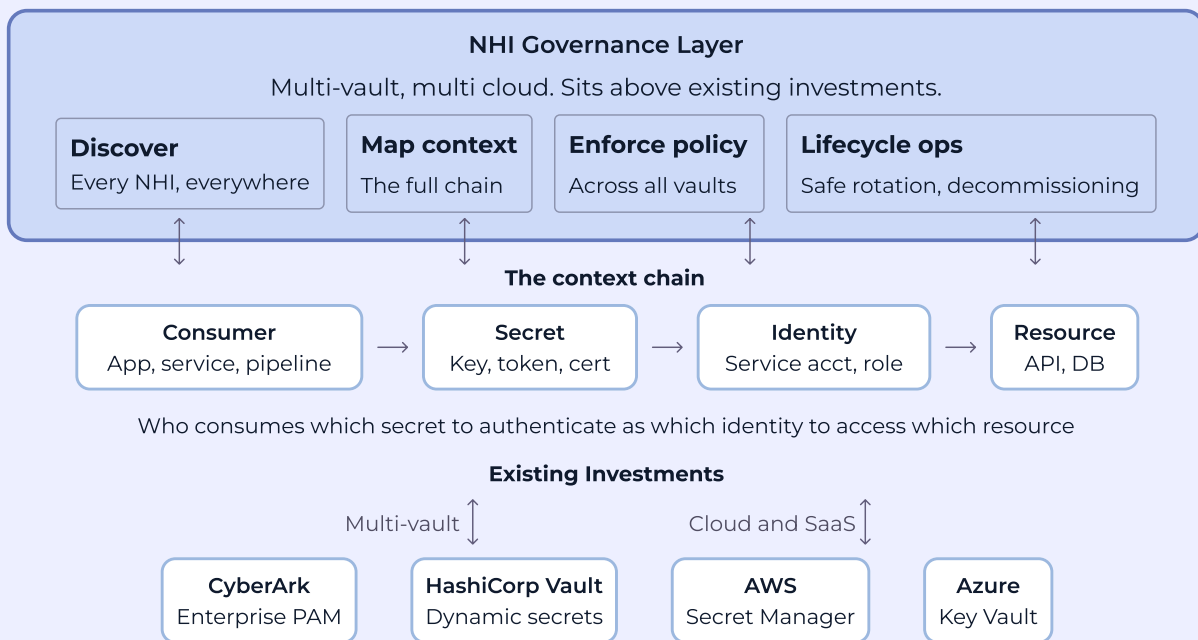 NHI Governance Layer
Multi-vault, multi cloud. Sits above existing investments.
Discover
Every NHI, everywhere
Map context
The full chain
Enforce policy
Across all vaults
Lifecycle ops
Safe rotation, decommissioning
The context chain
Consumer
App, service, pipeline
Secret
Key, token, cert
Identity
Service acct, role
Resource
API, DB
Who consumes which secret to authenticate as which identity to access which resource
Existing Investments
Multi-vault
Cloud and SaaS
CyberArk
Enterprise PAM
HashiCorp Vault
Dynamic secrets
AWS
Secret Manager
Azure
Key Vault